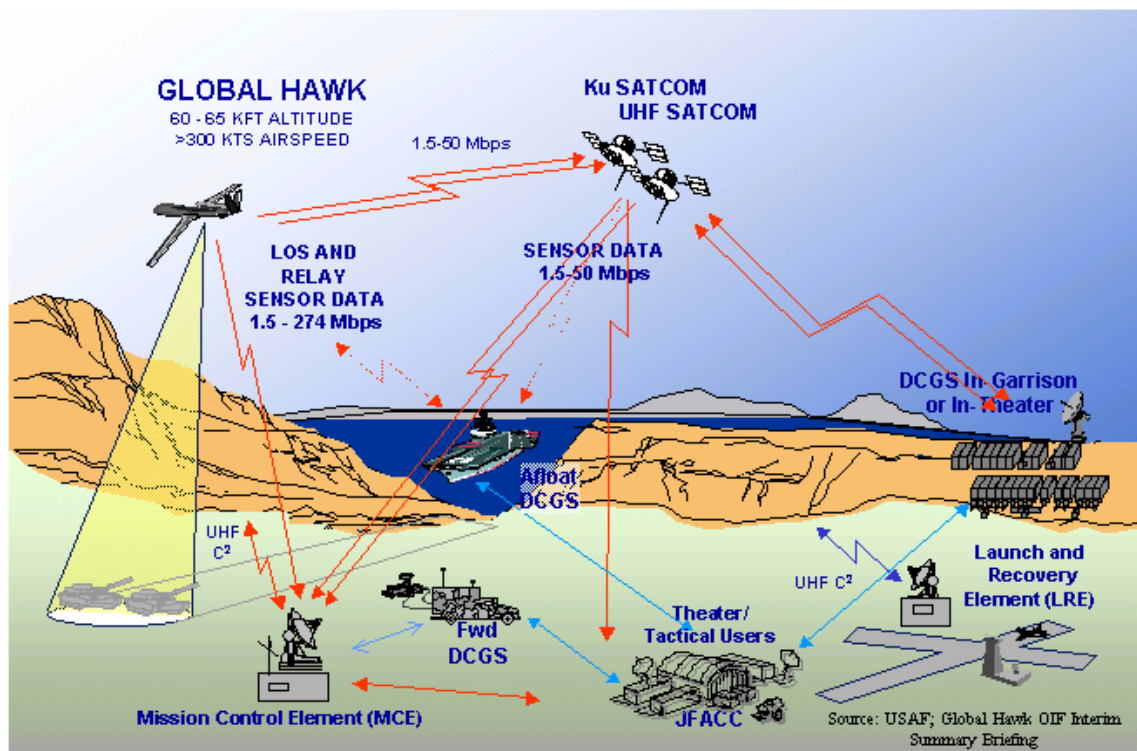 GLOBAL HAWK
60 - 65 KFT ALTITUDE
>300 KTS AIRSPEED
1.5-50 Mbps
Ku SATCOM
UHF SATCOM
LOS AND
RELAY
SENSOR DATA
1.5 - 274 Mbps
SENSOR DATA
1.5-50 Mbps
DCGS In-Garrison
or In-Theater
Afloat
DCGS
UHF
C²
UHF C²
Launch and
Recovery
Element (LRE)
Fwd
DCGS
Theater/
Tactical Users
JFACC
Mission Control Element (MCE)
Source: USAF; Global Hawk OIF Interim
Summary Briefing